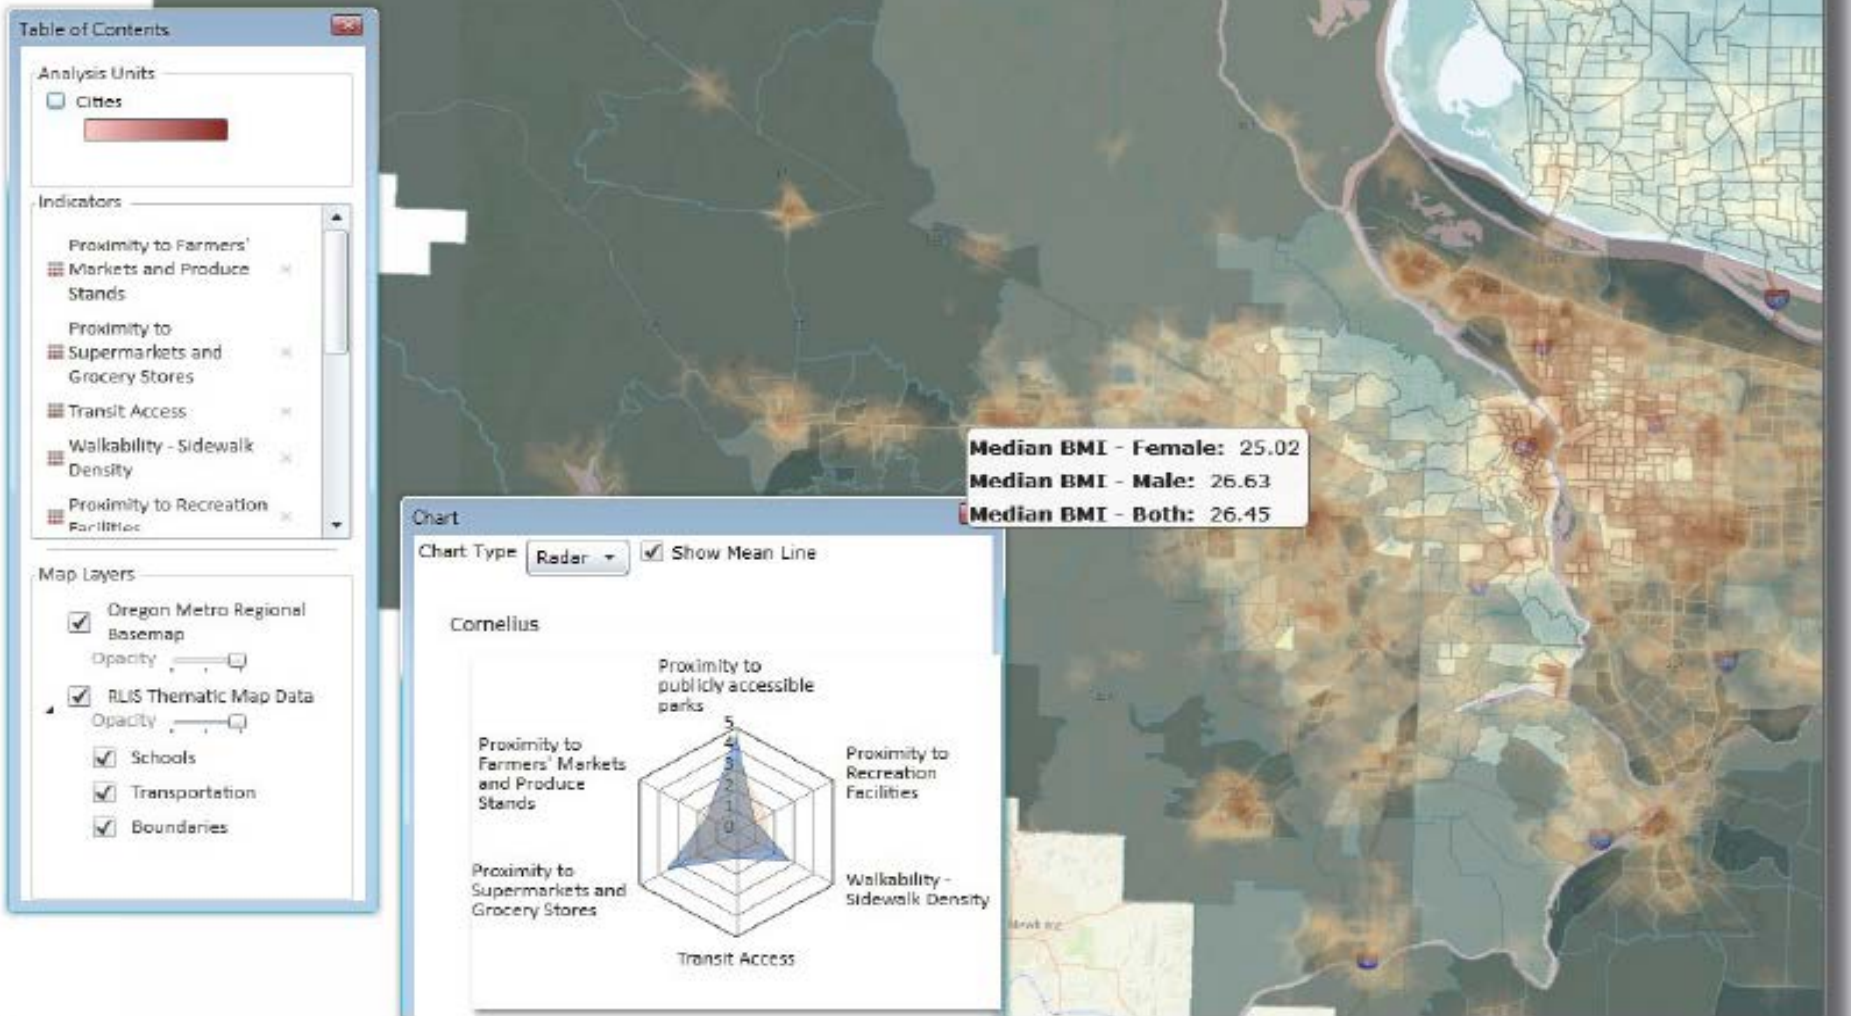 Table of Contents
Analysis Units
Cities
Indicators
Proximity to Farmers'
Markets and Produce
Stands
Proximity to
Supermarkets and
Grocery Stores
Transit Access
Walkability - Sidewalk
Density
Proximity to Recreation
Facilities
Map Layers
Oregon Metro Regional
Basemap
Opacity
RLIS Thematic Map Data
Opacity
Schools
Transportation
Boundaries
Median BMI - Female: 25.02
Median BMI - Male: 26.63
Median BMI - Both: 26.45
Chart
Chart Type Radar Show Mean Line
Cornelius
Proximity to
publicly accessible
parks
5
4
3
2
1
0
Proximity to
Farmers' Markets
and Produce
Stands
Proximity to
Recreation
Facilities
Proximity to
Supermarkets and
Grocery Stores
Walkability -
Sidewalk Density
Transit Access